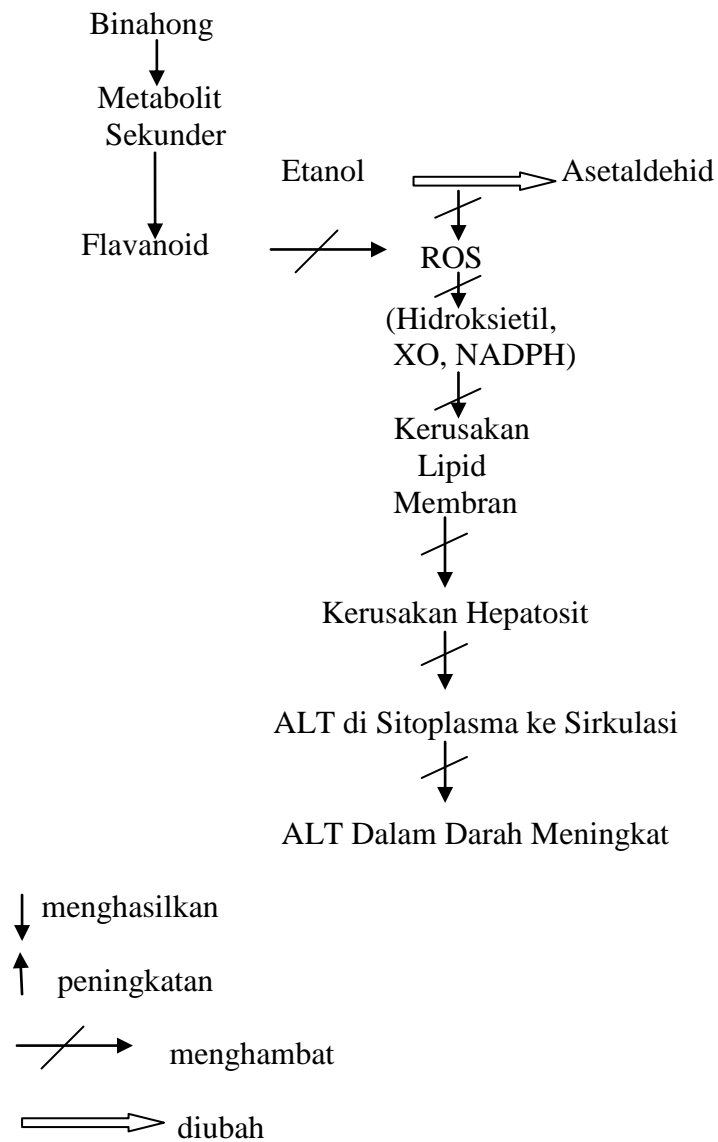 Binahong
Metabolit
Sekunder
Etanol
Asetaldehid
Flavanoid
ROS
(Hidroksietil,
XO, NADPH)
Kerusakan
Lipid
Membran
Kerusakan Hepatosit
ALT di Sitoplasma ke Sirkulasi
ALT Dalam Darah Meningkat
menghasilkan
peningkatan
menghambat
diubah